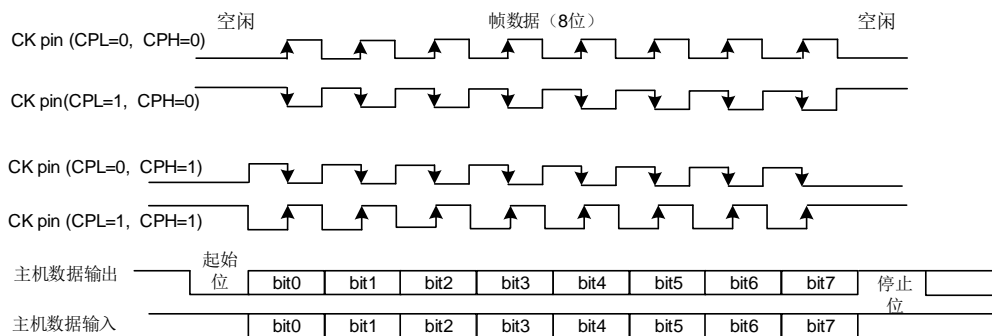 空闲 帧数据（8位） 空闲
CK pin (CPL=0, CPH=0)
CK pin(CPL=1, CPH=0)
CK pin (CPL=0, CPH=1)
CK pin (CPL=1, CPH=1)
主机数据输出 起始位 bit0 bit1 bit2 bit3 bit4 bit5 bit6 bit7 停止位
主机数据输入 bit0 bit1 bit2 bit3 bit4 bit5 bit6 bit7